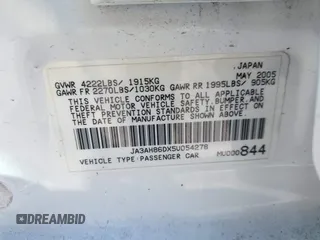 JAPAN
GVWR 4222LBS/ 1915KG MAY 2005
GAWR FR 2270LBS/1030KG GAWR RR 1995LBS/ 905KG
THIS VEHICLE CONFORMS TO ALL APPLICABLE
FEDERAL MOTOR VEHICLE SAFETY,BUMPER,AND
THEFT PREVENTION STANDARDS IN EFFECT ON
THE DATE OF MANUFACTURE SHOWN ABOVE.
JA3AH86DX5U054278
VEHICLE TYPE:PASSENGER CAR MU000844
DREAMBID